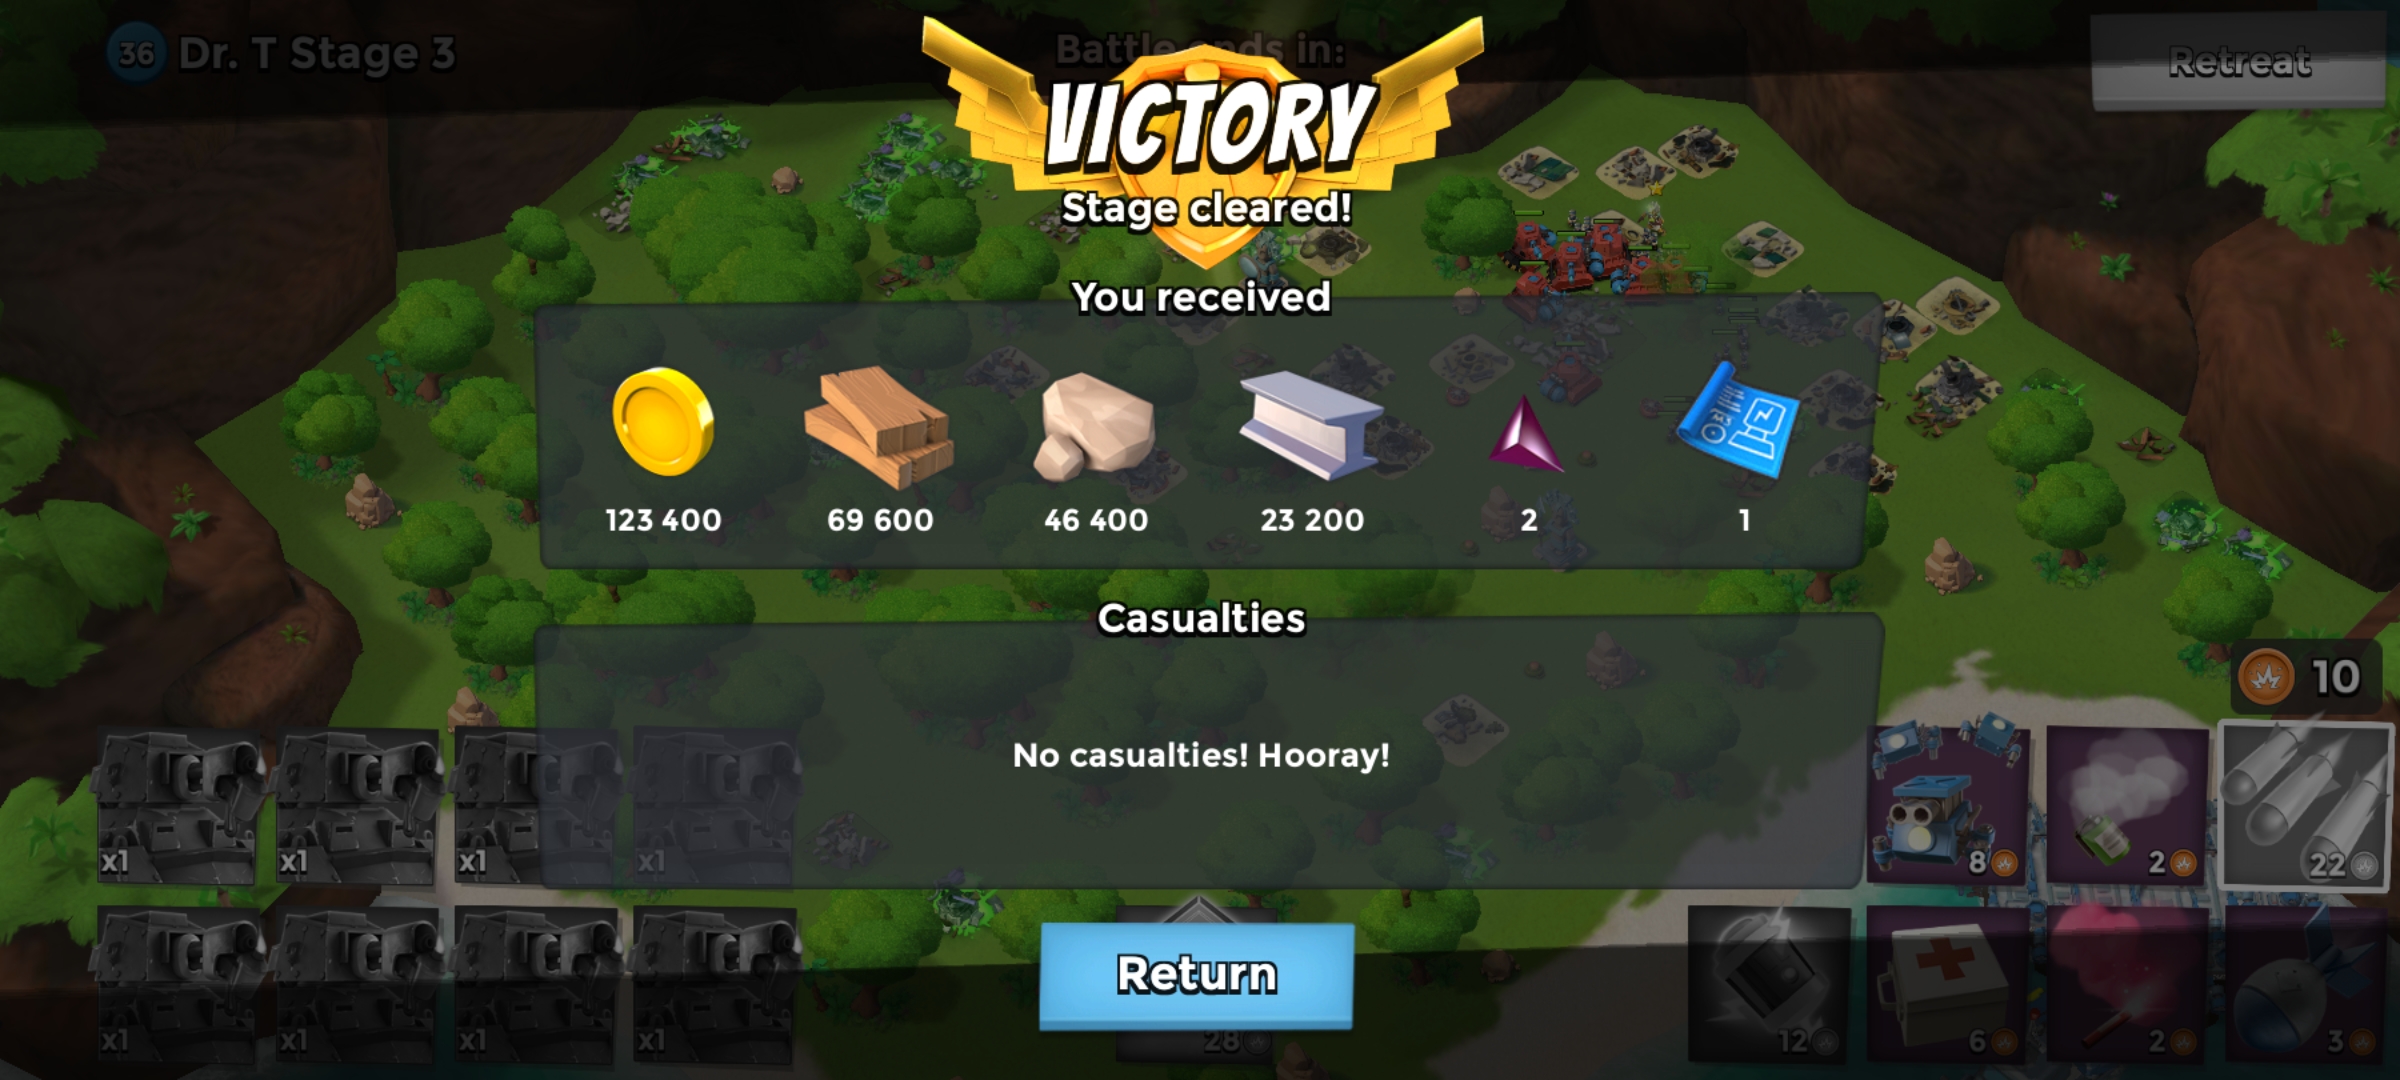 36 Dr. T Stage 3
Battle ends in:
Retreat
VICTORY
Stage cleared!
You received
123 400
69 600
46 400
23 200
2
1
Casualties
No casualties! Hooray!
10
x1
x1
x1
x1
8
2
22
x1
x1
x1
x1
28
Return
12
6
2
3